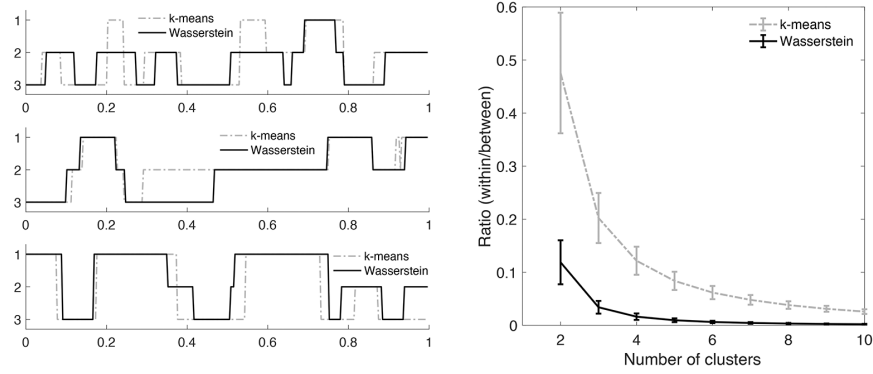 k-means
Wasserstein
1
2
3
0 0.2 0.4 0.6 0.8 1
k-means
Wasserstein
1
2
3
0 0.2 0.4 0.6 0.8 1
k-means
Wasserstein
1
2
3
0 0.2 0.4 0.6 0.8 1
k-means
Wasserstein
Ratio (within/between)
0.6
0.5
0.4
0.3
0.2
0.1
0
2 4 6 8 10
Number of clusters